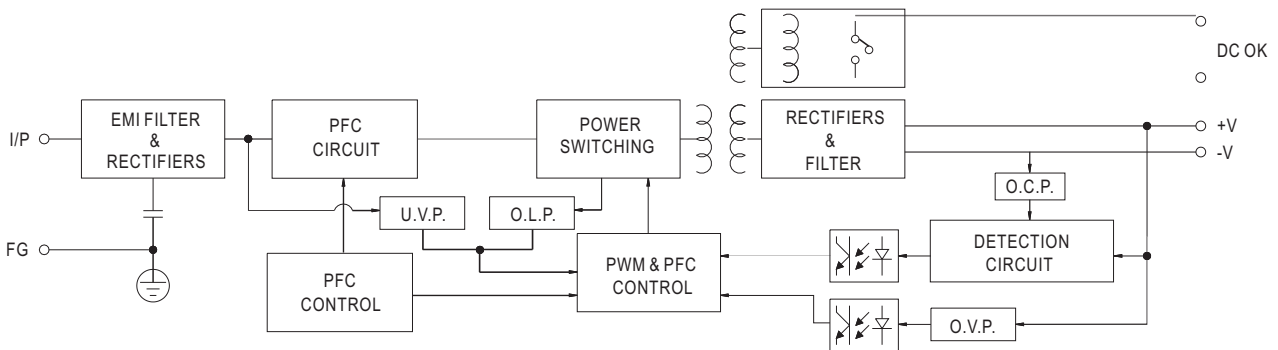 DC OK
I/P
EMI FILTER
&
RECTIFIERS
PFC
CIRCUIT
POWER
SWITCHING
RECTIFIERS
&
FILTER
+V
-V
O.C.P.
U.V.P.
O.L.P.
FG
PFC
CONTROL
PWM & PFC
CONTROL
DETECTION
CIRCUIT
O.V.P.